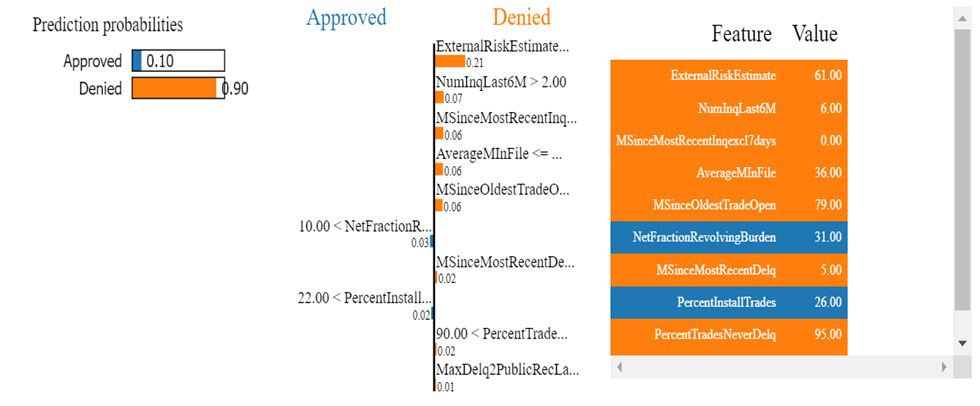 Prediction probabilities
Approved 0.10
Denied 0.90
Approved Denied
ExternalRiskEstimate...
0.21
NumInqLast6M > 2.00
0.07
MSinceMostRecentInq...
0.06
AverageMInFile <= ...
0.06
MSinceOldestTradeO...
0.06
10.00 < NetFractionR...
0.03
MSinceMostRecentDe...
0.02
22.00 < PercentInstall...
0.02
90.00 < PercentTrade...
0.02
MaxDelq2PublicRecLa...
0.01
Feature Value
ExternalRiskEstimate 61.00
NumInqLast6M 6.00
MSinceMostRecentInqexcl7days 0.00
AverageMInFile 36.00
MSinceOldestTradeOpen 79.00
NetFractionRevolvingBurden 31.00
MSinceMostRecentDelq 5.00
PercentInstallTrades 26.00
PercentTradesNeverDelq 95.00